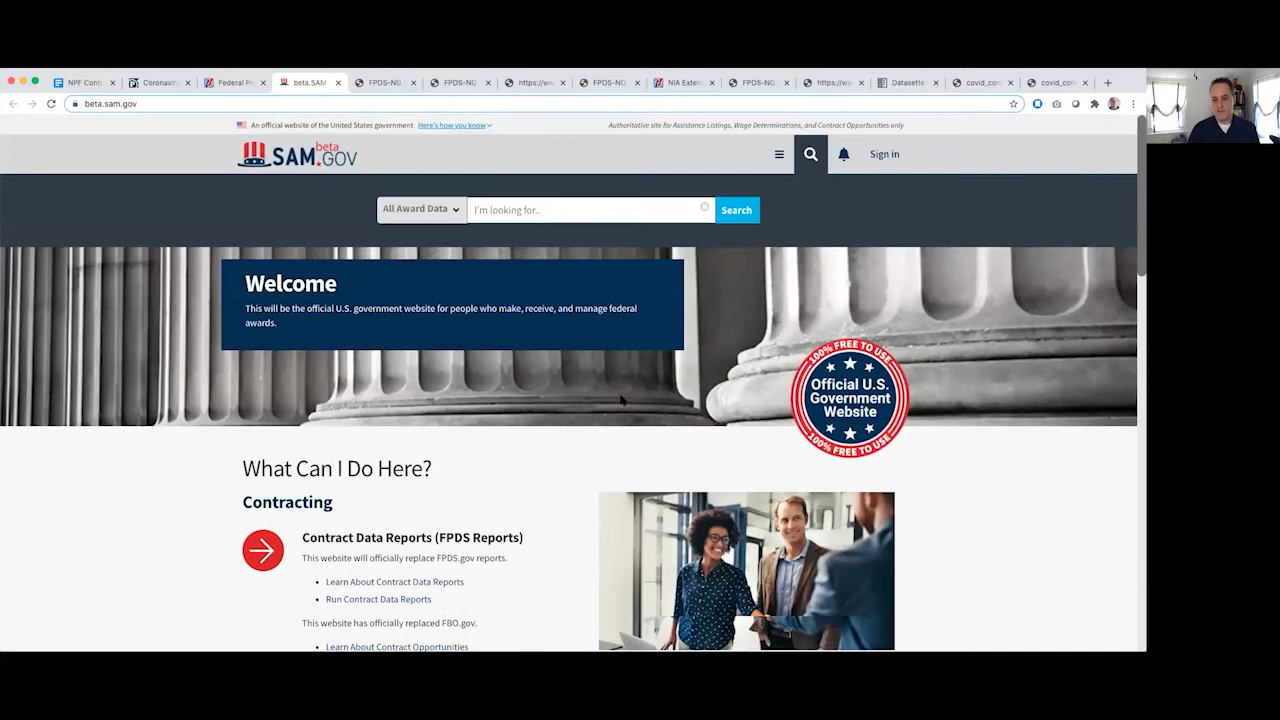 NPF Cont
Coronavir
Federal Pr
beta.SAM
FPDS-NG
FPDS-NG
https://ww
FPDS-NG
NIA Exten
FPDS-NG
https://we
Datasette
covid_con
covid_con
beta.sam.gov
An official website of the United States government Here's how you know
Authoritative site for Assistance Listings, Wage Determinations, and Contract Opportunities only
SAM.GOV beta
Sign in
All Award Data
I'm looking for..
Search
Welcome
This will be the official U.S. government website for people who make, receive, and manage federal
awards.
100% FREE TO USE
Official U.S.
Government
Website
100% FREE TO USE
What Can I Do Here?
Contracting
Contract Data Reports (FPDS Reports)
This website will officially replace FPDS.gov reports.
• Learn About Contract Data Reports
• Run Contract Data Reports
This website has officially replaced FBO.gov.
• Learn About Contract Opportunities